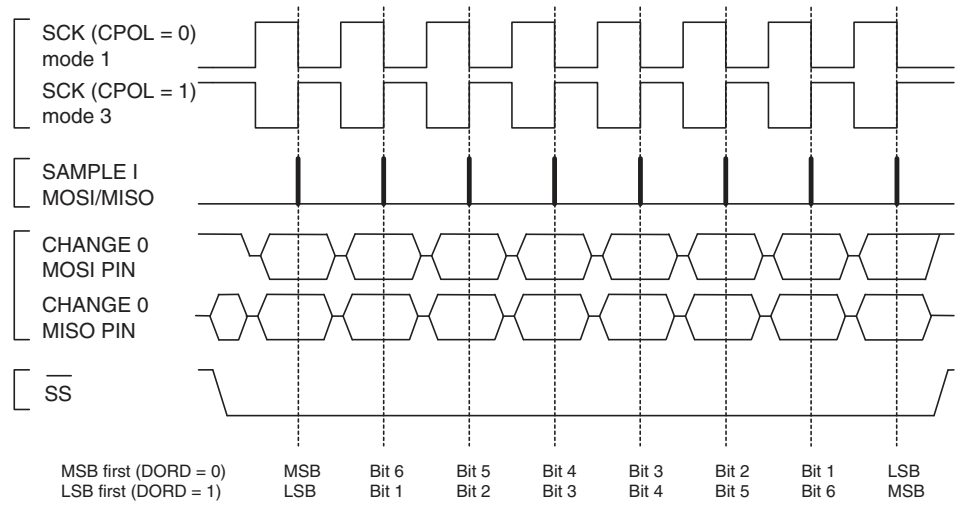 SCK (CPOL = 0)
mode 1
SCK (CPOL = 1)
mode 3
SAMPLE I
MOSI/MISO
CHANGE 0
MOSI PIN
CHANGE 0
MISO PIN
SS
MSB first (DORD = 0) MSB Bit 6 Bit 5 Bit 4 Bit 3 Bit 2 Bit 1 LSB
LSB first (DORD = 1) LSB Bit 1 Bit 2 Bit 3 Bit 4 Bit 5 Bit 6 MSB